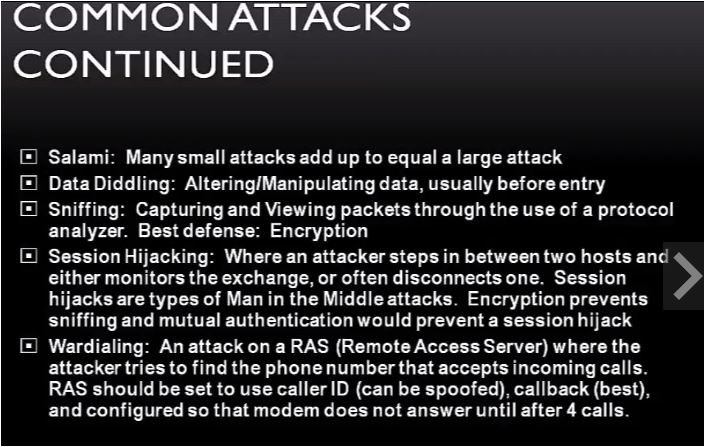 COMMON ATTACKS
CONTINUED
Salami: Many small attacks add up to equal a large attack
Data Diddling: Altering/Manipulating data, usually before entry
Sniffing: Capturing and Viewing packets through the use of a protocol
analyzer. Best defense: Encryption
Session Hijacking: Where an attacker steps in between two hosts and
either monitors the exchange, or often disconnects one. Session
hijacks are types of Man in the Middle attacks. Encryption prevents
sniffing and mutual authentication would prevent a session hijack
Wardialing: An attack on a RAS (Remote Access Server) where the
attacker tries to find the phone number that accepts incoming calls.
RAS should be set to use caller ID (can be spoofed), callback (best),
and configured so that modem does not answer until after 4 calls.